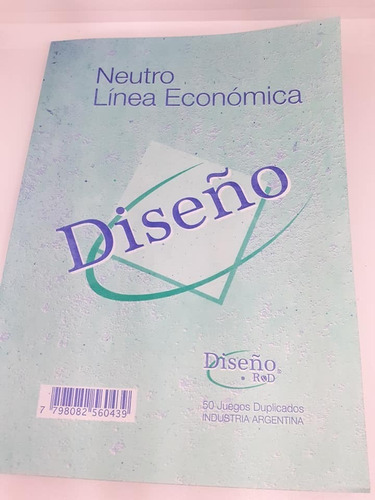 Neutro
Línea Económica
Diseño
Diseño
R D
50 Juegos Duplicados
INDUSTRIA ARGENTINA
7 798082 560439